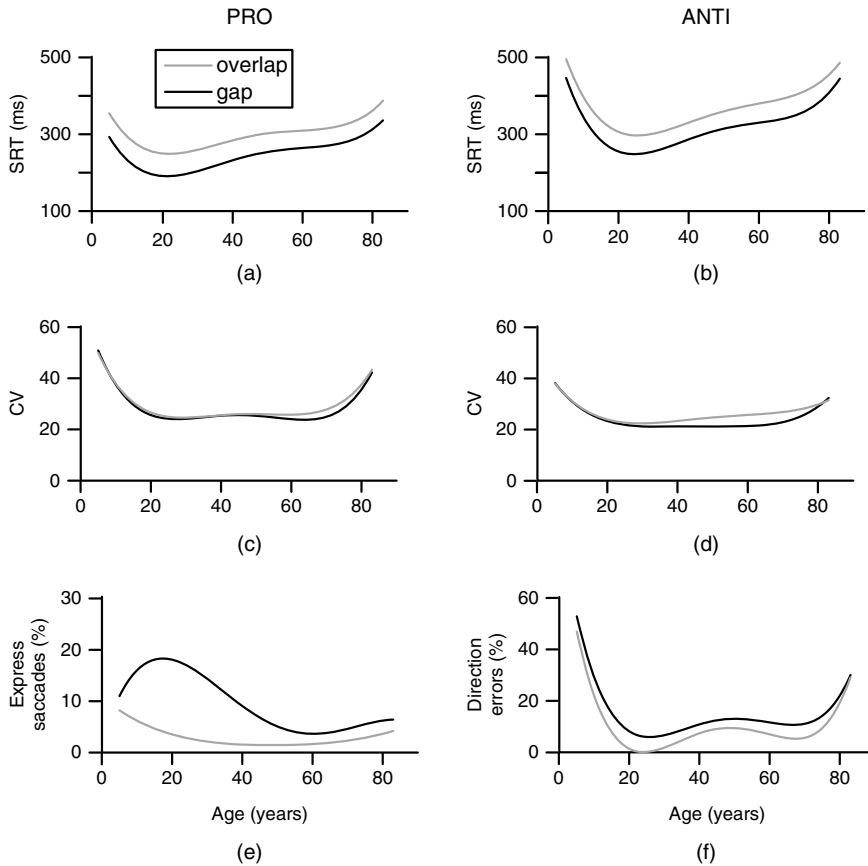 PRO
ANTI
overlap
gap
SRT (ms)
500
300
100
0 20 40 60 80
(a)
SRT (ms)
500
300
100
0 20 40 60 80
(b)
CV
60
40
20
0
0 20 40 60 80
(c)
CV
60
40
20
0
0 20 40 60 80
(d)
Express
saccades (%)
30
20
10
0
0 20 40 60 80
Age (years)
(e)
Direction
errors (%)
60
40
20
0
0 20 40 60 80
Age (years)
(f)